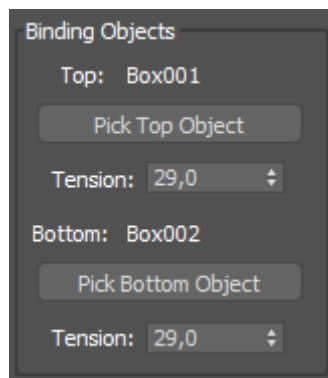 Binding Objects
Top: Box001
Pick Top Object
Tension: 29,0
Bottom: Box002
Pick Bottom Object
Tension: 29,0